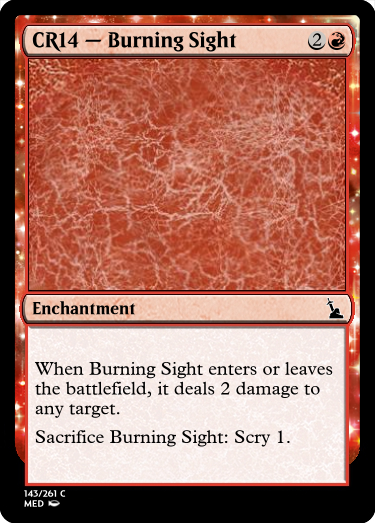 CR14 — Burning Sight 2
Enchantment
When Burning Sight enters or leaves
the battlefield, it deals 2 damage to
any target.
Sacrifice Burning Sight: Scry 1.
143/261 C
MED